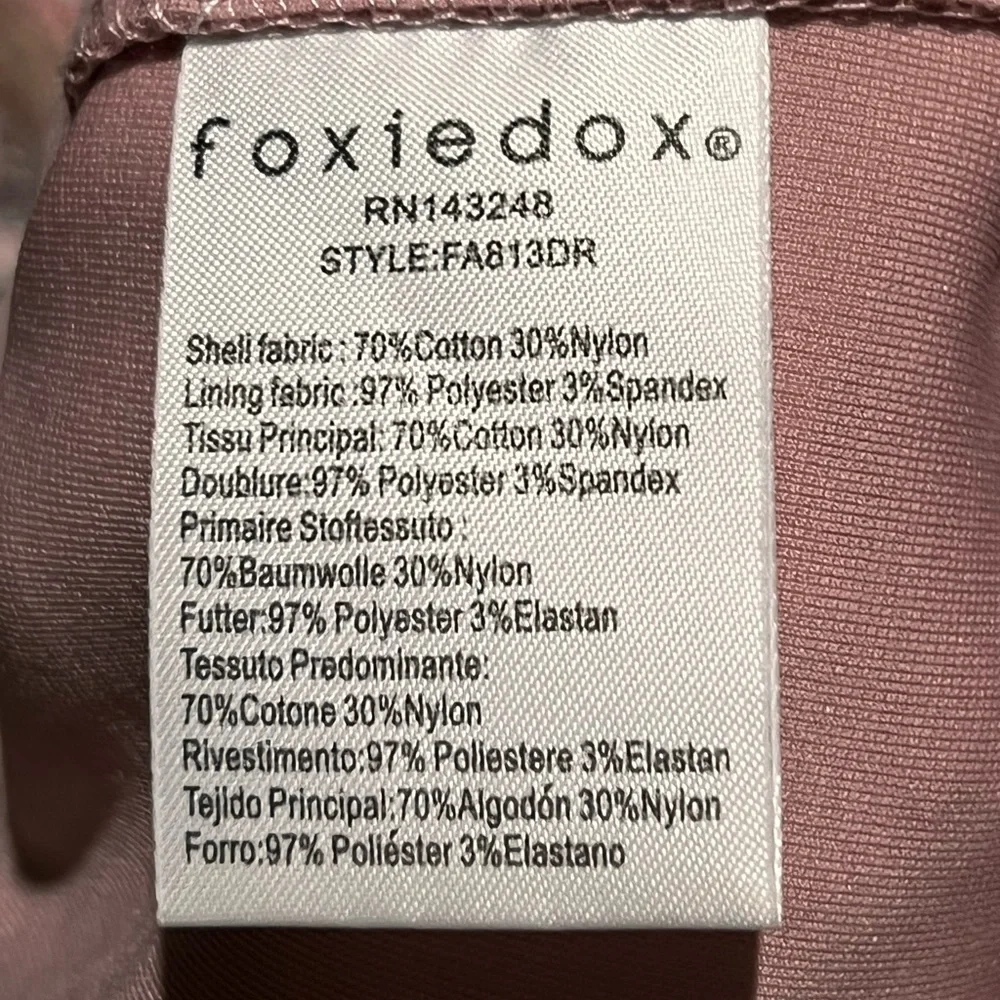 foxiedox®
RN143248
STYLE:FA813DR
Shell fabric: 70%Cotton 30%Nylon
Lining fabric:97% Polyester 3%Spandex
Tissu Principal: 70%Cotton 30%Nylon
Doublure:97% Polyester 3%Spandex
Primaire Stoftessuto:
70%Baumwolle 30%Nylon
Futter:97% Polyester 3%Elastan
Tessuto Predominante:
70%Cotone 30%Nylon
Rivestimento:97% Poliestere 3%Elastan
Tejido Principal:70%Algodón 30%Nylon
Forro:97% Poliéster 3%Elastano